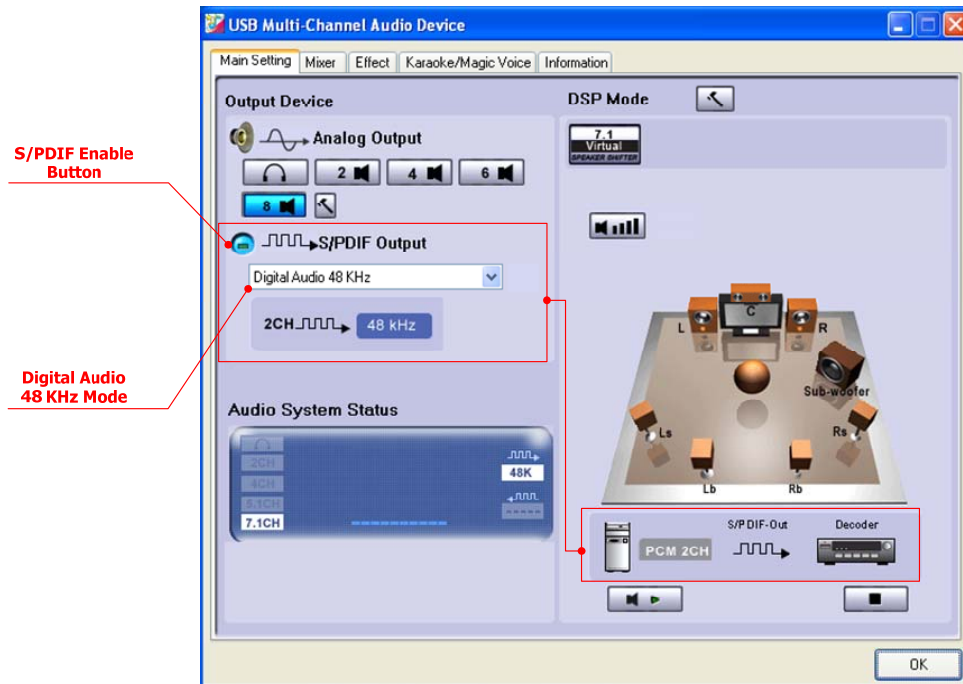 USB Multi-Channel Audio Device
Main Setting Mixer Effect Karaoke/Magic Voice Information
Output Device
Analog Output
2 4 6
8
S/PDIF Enable
Button
S/PDIF Output
Digital Audio 48 KHz
2CH 48 kHz
Digital Audio
48 KHz Mode
Audio System Status
2CH
4CH
5.1CH
7.1CH
48K
-----
DSP Mode
7.1
Virtual
SPEAKER SHIFTER
L C R
Sub-woofer
Ls Rs
Lb Rb
S/PDIF-Out Decoder
PCM 2CH
OK